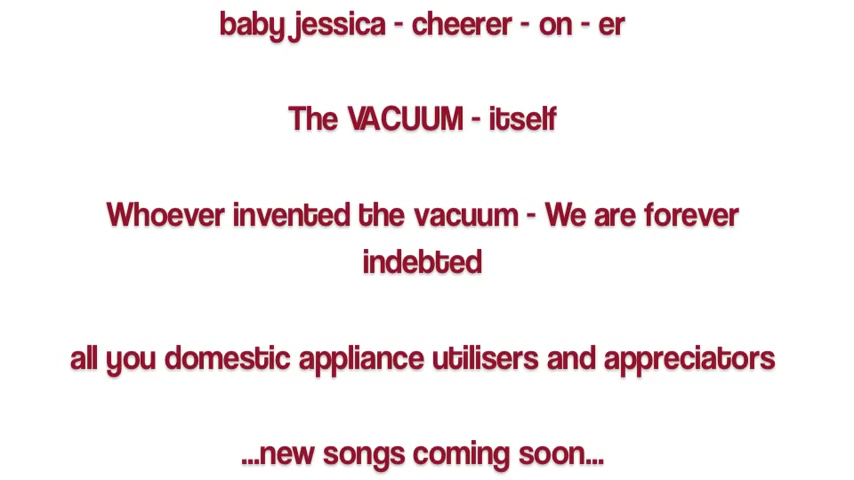 baby jessica - cheerer - on - er
The VACUUM - itself
Whoever invented the vacuum - We are forever
indebted
all you domestic appliance utilisers and appreciators
...new songs coming soon...